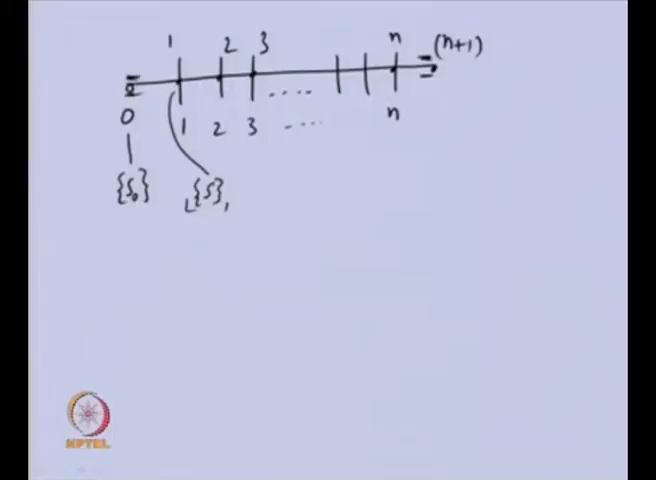 1 2 3 n (n+1)
0 1 2 3 .... n
{S₀} {S}₁
NPTEL